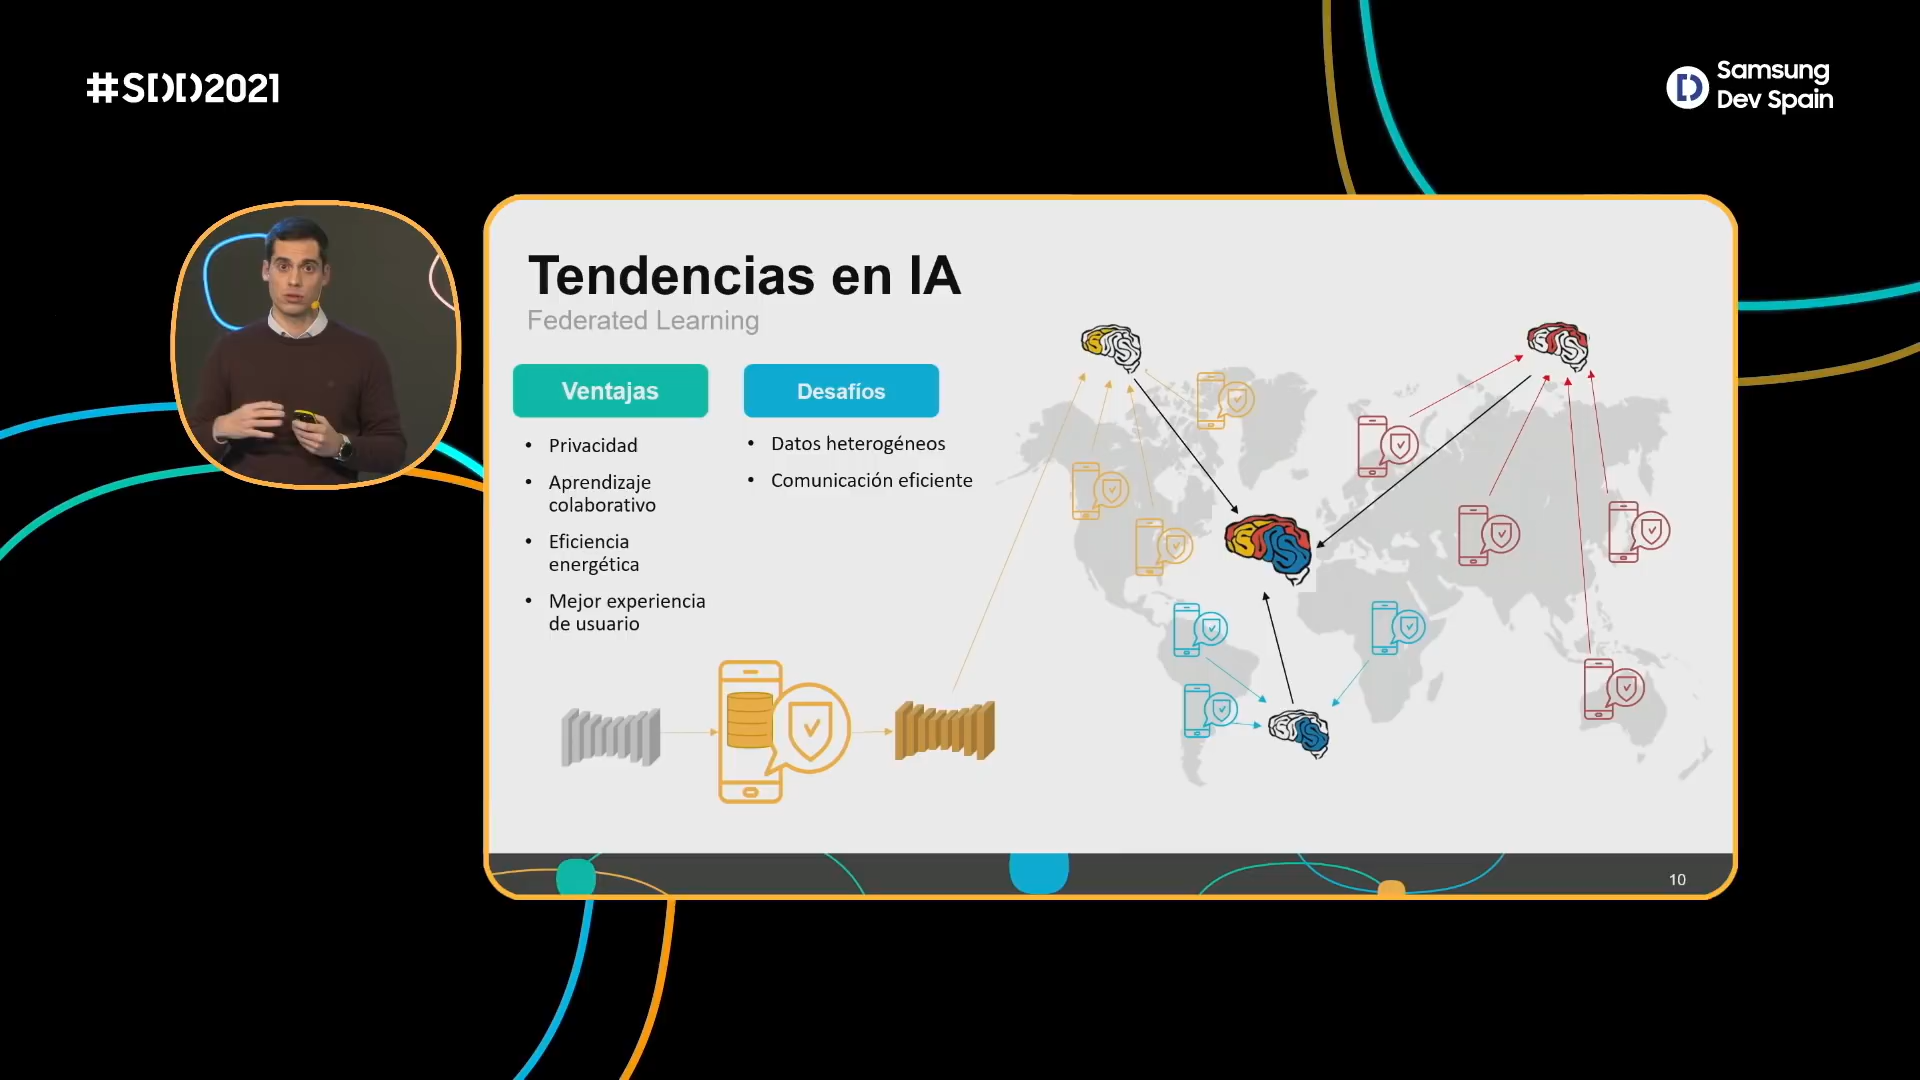 #SDD2021
Samsung
Dev Spain
Tendencias en IA
Federated Learning
Ventajas
• Privacidad
• Aprendizaje
colaborativo
• Eficiencia
energética
• Mejor experiencia
de usuario
Desafíos
• Datos heterogéneos
• Comunicación eficiente
10